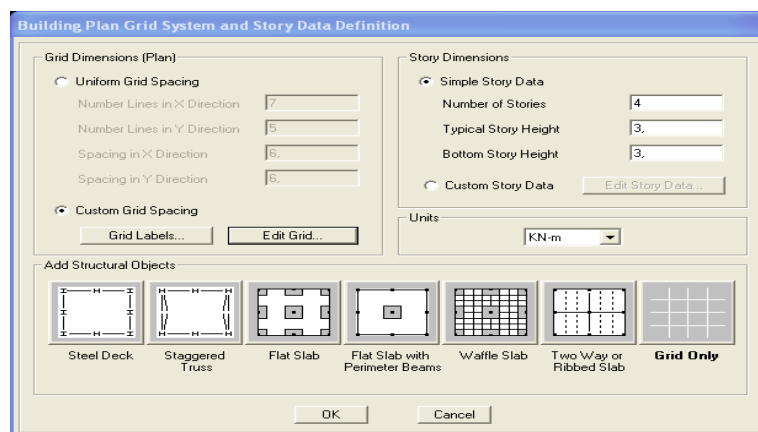 Building Plan Grid System and Story Data Definition
Grid Dimensions (Plan)
Uniform Grid Spacing
Number Lines in X Direction 7
Number Lines in Y Direction 5
Spacing in X Direction 6,
Spacing in Y Direction 6,
Custom Grid Spacing
Grid Labels... Edit Grid...
Story Dimensions
Simple Story Data
Number of Stories 4
Typical Story Height 3,
Bottom Story Height 3,
Custom Story Data Edit Story Data...
Units
KN-m
Add Structural Objects
Steel Deck
Staggered
Truss
Flat Slab
Flat Slab with
Perimeter Beams
Waffle Slab
Two Way or
Ribbed Slab
Grid Only
OK Cancel